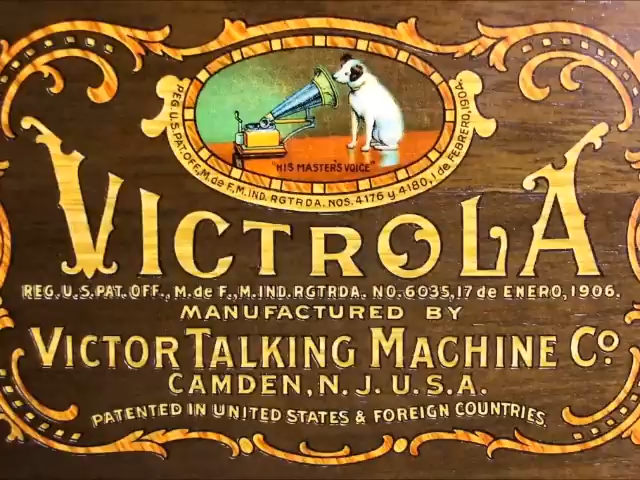 "HIS MASTER'S VOICE"
REG.U.S.PAT.OFF. M.de F.M.IND.RGTRDA.NOS.4176 y 4180,1 de FEBRERO,1904.
VICTROLA
REG.U.S.PAT.OFF., M.de F., M.IND.RGTRDA. NO.6035,17 de ENERO,1906.
MANUFACTURED BY
VICTOR TALKING MACHINE Co
CAMDEN, N. J. U. S. A.
PATENTED IN UNITED STATES & FOREIGN COUNTRIES.